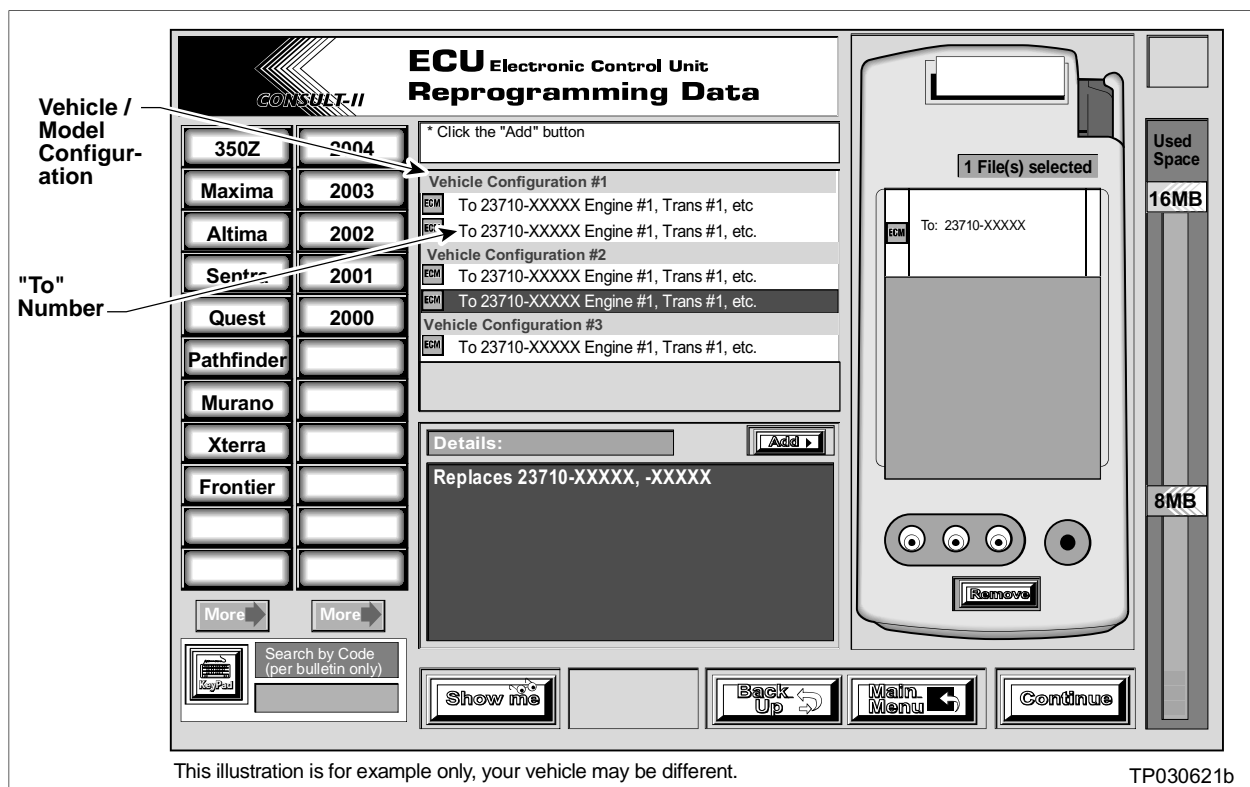 Vehicle /
Model
Configur-
ation
"To"
Number
CONSULT-II
ECU Electronic Control Unit
Reprogramming Data
350Z
Maxima
Altima
Sentra
Quest
Pathfinder
Murano
Xterra
Frontier
More
2004
2003
2002
2001
2000
More
Search by Code
(per bulletin only)
KeyPad
* Click the "Add" button
Vehicle Configuration #1
ECM To 23710-XXXXX Engine #1, Trans #1, etc
ECM To 23710-XXXXX Engine #1, Trans #1, etc.
Vehicle Configuration #2
ECM To 23710-XXXXX Engine #1, Trans #1, etc.
ECM To 23710-XXXXX Engine #1, Trans #1, etc.
Vehicle Configuration #3
ECM To 23710-XXXXX Engine #1, Trans #1, etc.
Details:
Add
Replaces 23710-XXXXX, -XXXXX
1 File(s) selected
ECM To: 23710-XXXXX
Remove
Used
Space
16MB
8MB
Show me
Back
Up
Main
Menu
Continue
This illustration is for example only, your vehicle may be different.
TP030621b